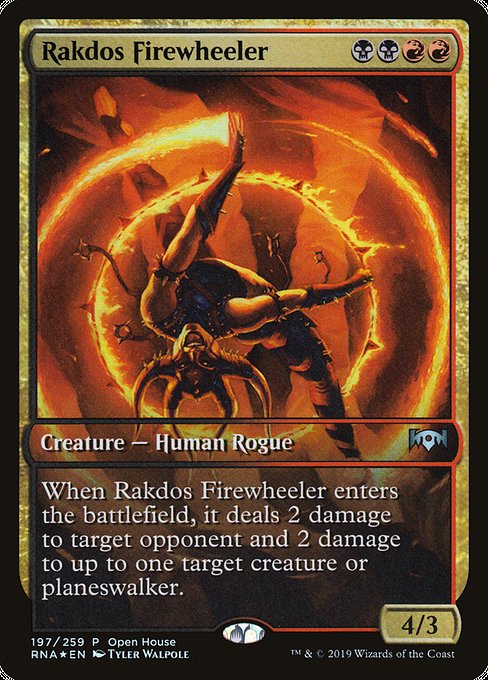 Rakdos Firewheeler
Creature — Human Rogue
When Rakdos Firewheeler enters
the battlefield, it deals 2 damage
to target opponent and 2 damage
to up to one target creature or
planeswalker.
4/3
197/259 P Open House
RNA★EN Tyler Walpole
™ & © 2019 Wizards of the Coast